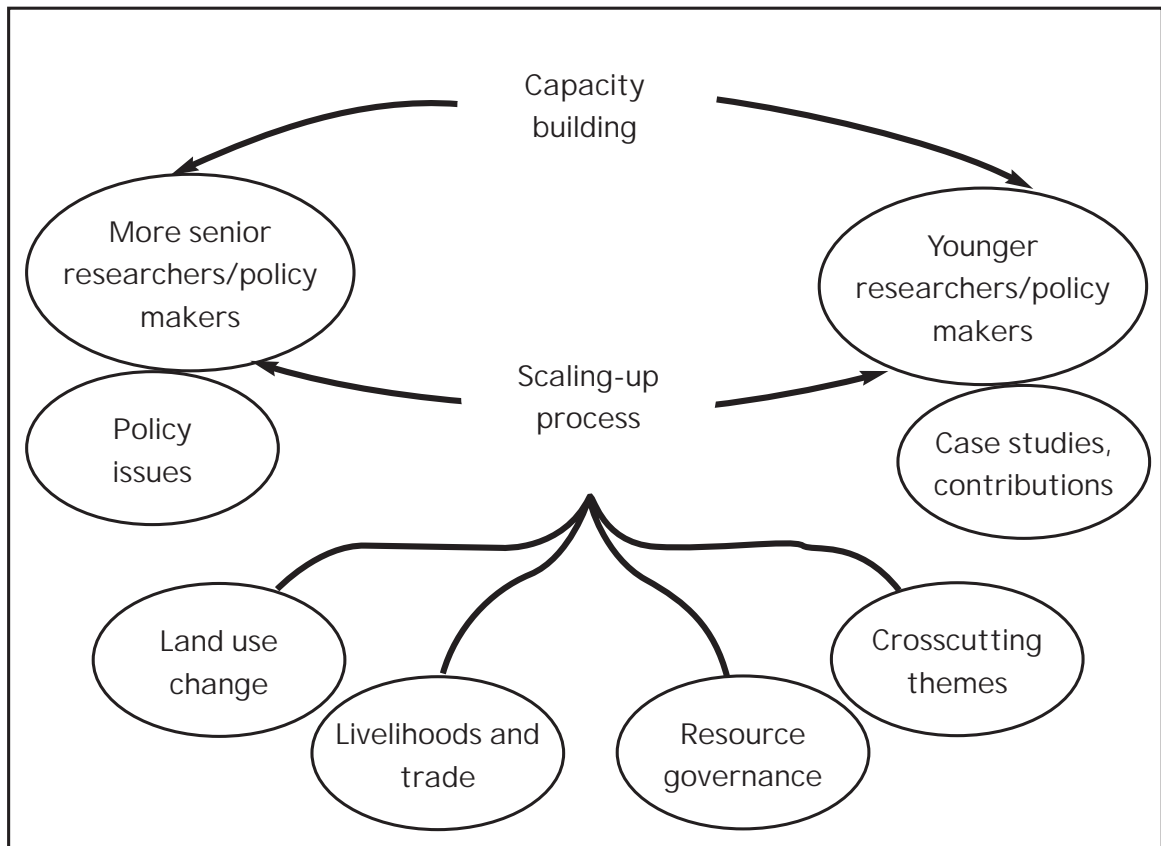 Capacity
building
More senior
researchers/policy
makers
Younger
researchers/policy
makers
Scaling-up
process
Policy
issues
Case studies,
contributions
Land use
change
Livelihoods and
trade
Resource
governance
Crosscutting
themes